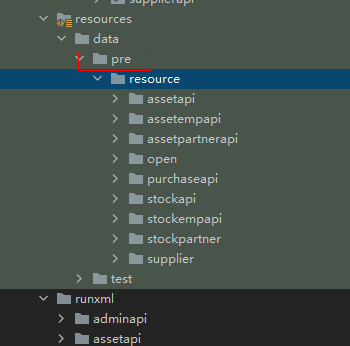 supplierapi
resources
data
pre
resource
assetapi
assetempapi
assetpartnerapi
open
purchaseapi
stockapi
stockempapi
stockpartner
supplier
test
runxml
adminapi
assetapi